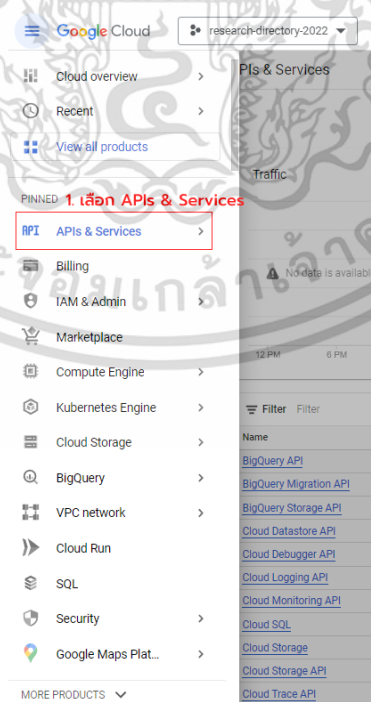 Google Cloud
research-directory-2022
Cloud overview
PIs & Services
Recent
View all products
Traffic
PINNED
1. เลือก APIs & Services
API APIs & Services
Billing
No data is availabl
IAM & Admin
Marketplace
12 PM
6 PM
Compute Engine
Kubernetes Engine
Filter
Filter
Name
Cloud Storage
BigQuery API
BigQuery
BigQuery Migration API
VPC network
BigQuery Storage API
Cloud Datastore API
Cloud Run
Cloud Debugger API
Cloud Logging API
SQL
Cloud Monitoring API
Security
Cloud SQL
Cloud Storage
Google Maps Plat...
Cloud Storage API
MORE PRODUCTS
Cloud Trace API